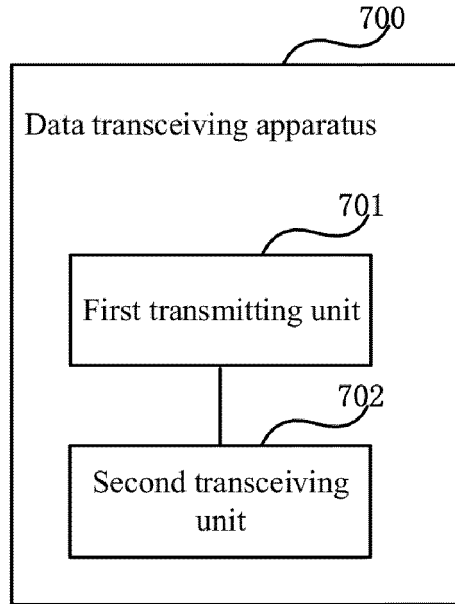 700
Data transceiving apparatus
701
First transmitting unit
702
Second transceiving
unit